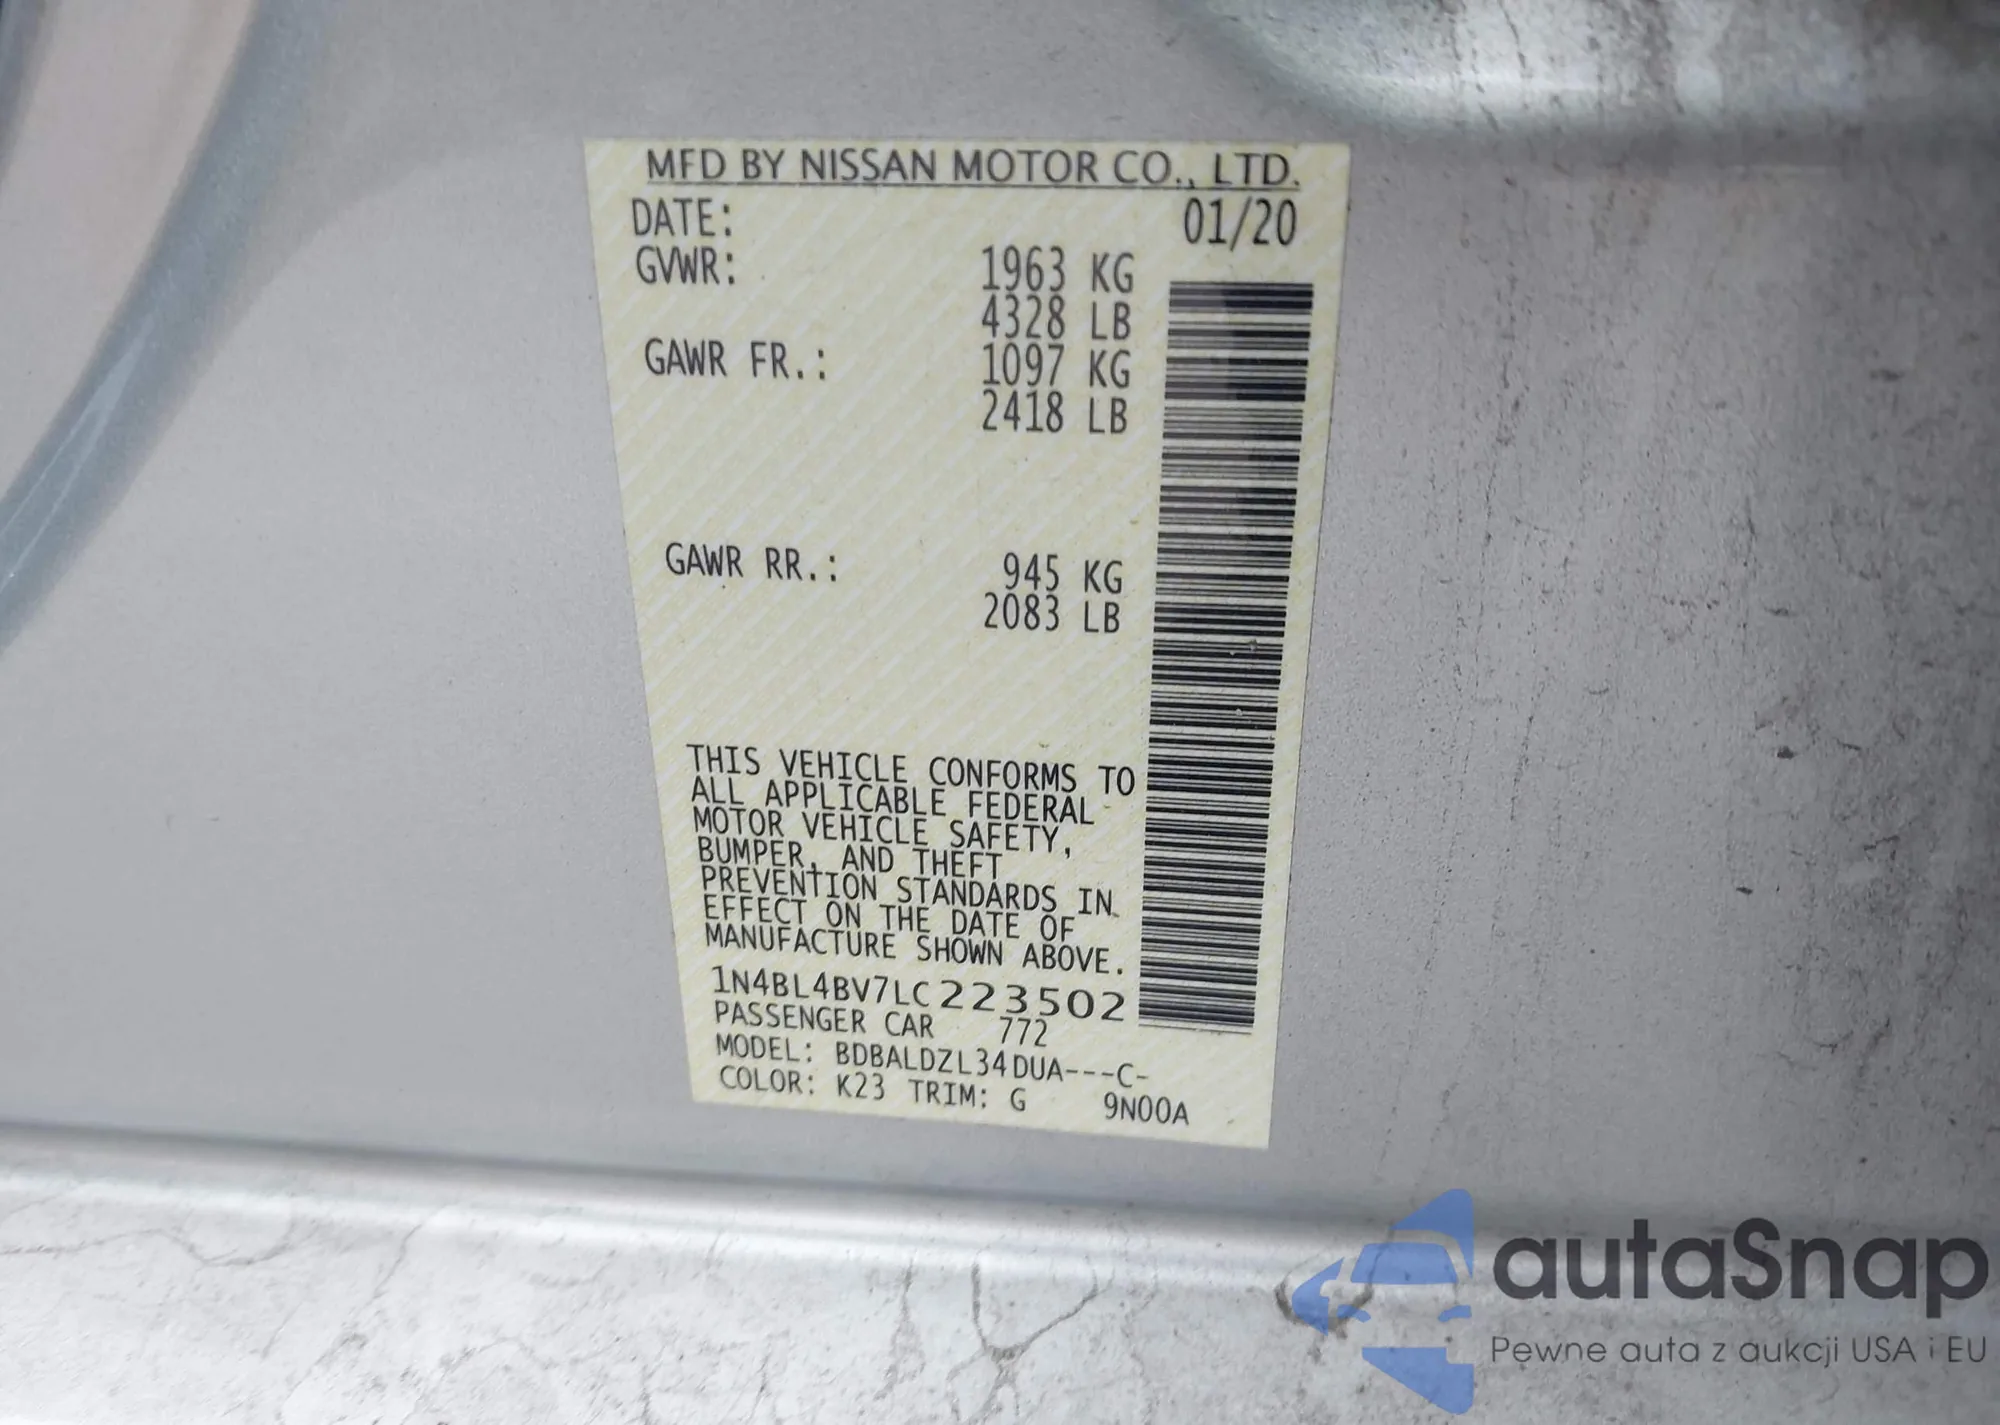 MFD BY NISSAN MOTOR CO., LTD.
DATE: 01/20
GVWR: 1963 KG
4328 LB
GAWR FR.: 1097 KG
2418 LB
GAWR RR.: 945 KG
2083 LB
THIS VEHICLE CONFORMS TO
ALL APPLICABLE FEDERAL
MOTOR VEHICLE SAFETY,
BUMPER, AND THEFT
PREVENTION STANDARDS IN
EFFECT ON THE DATE OF
MANUFACTURE SHOWN ABOVE.
1N4BL4BV7LC223502
PASSENGER CAR 772
MODEL: BDBALDZL34DUA---C-
COLOR: K23 TRIM: G 9N00A
autaSnap
Pewne auta z aukcji USA i EU